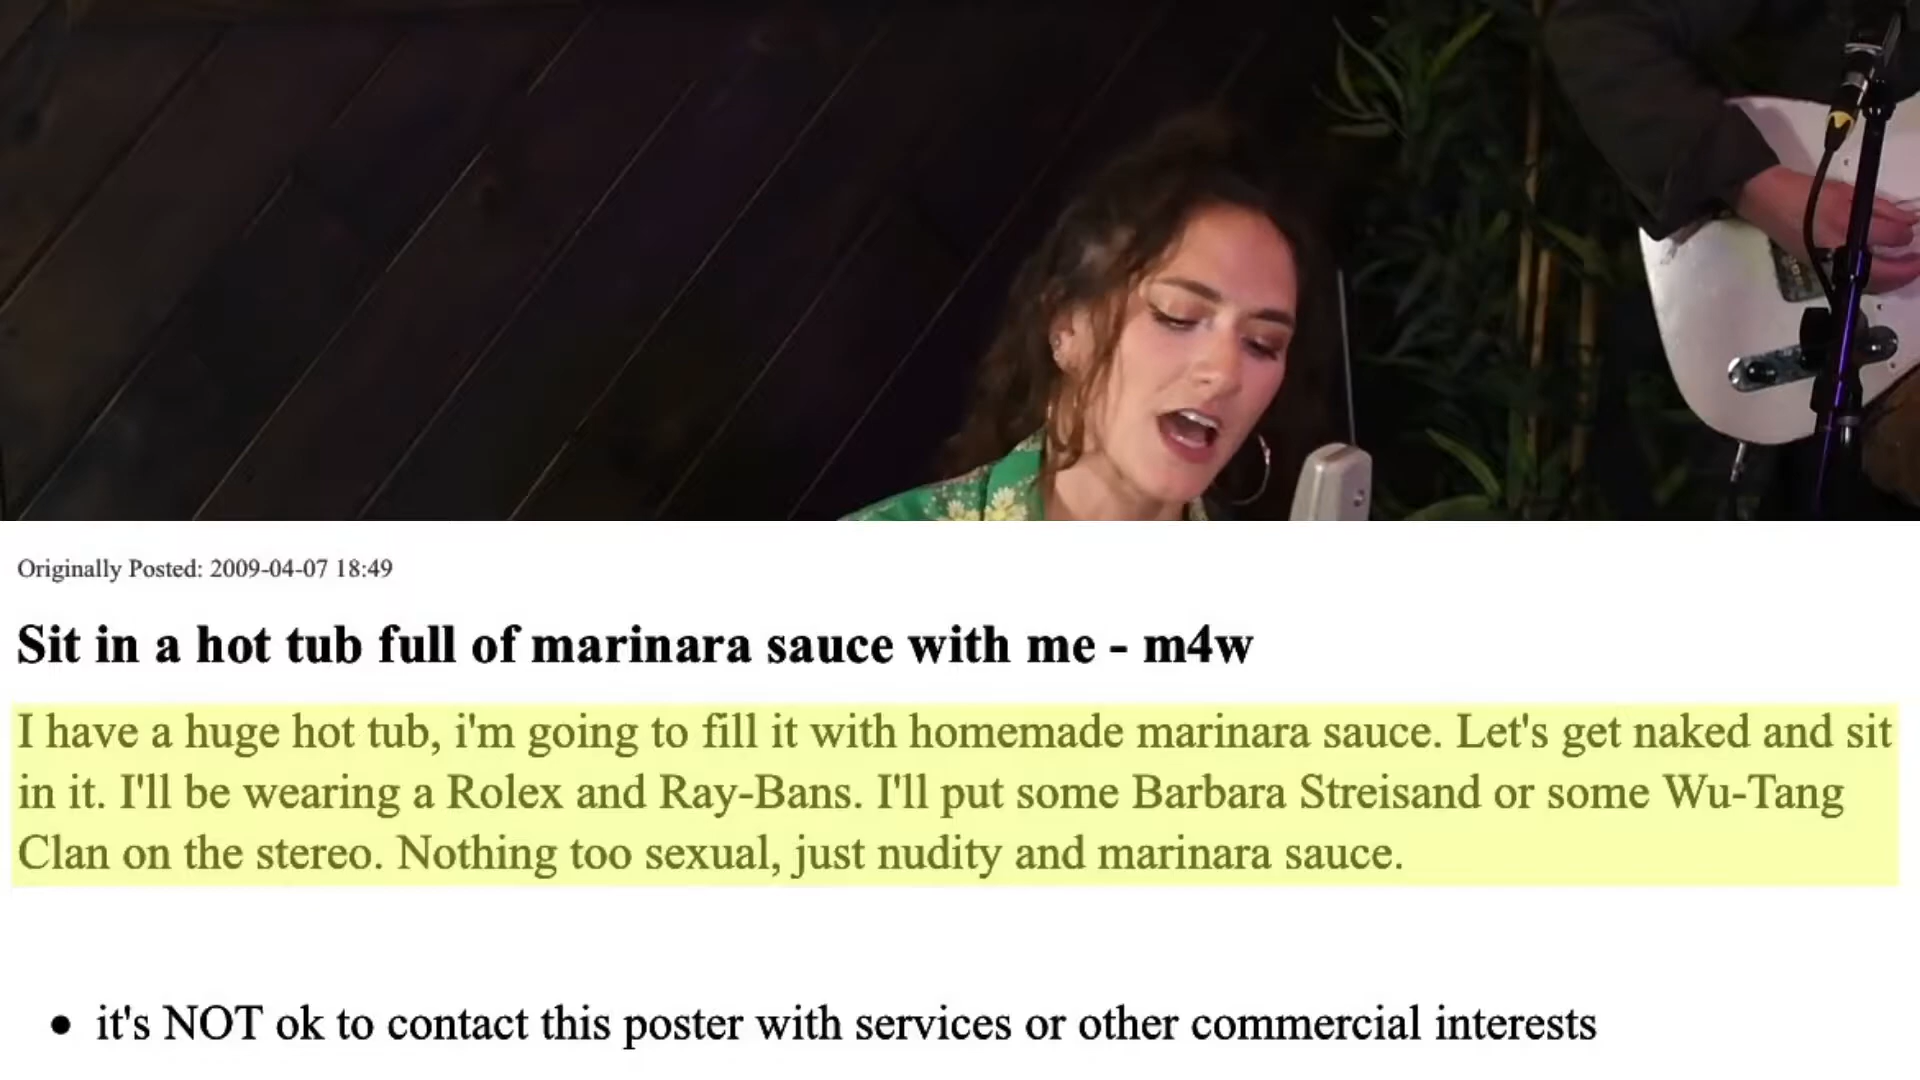 Originally Posted: 2009-04-07 18:49
Sit in a hot tub full of marinara sauce with me - m4w
I have a huge hot tub, i'm going to fill it with homemade marinara sauce. Let's get naked and sit
in it. I'll be wearing a Rolex and Ray-Bans. I'll put some Barbara Streisand or some Wu-Tang
Clan on the stereo. Nothing too sexual, just nudity and marinara sauce.
• it's NOT ok to contact this poster with services or other commercial interests